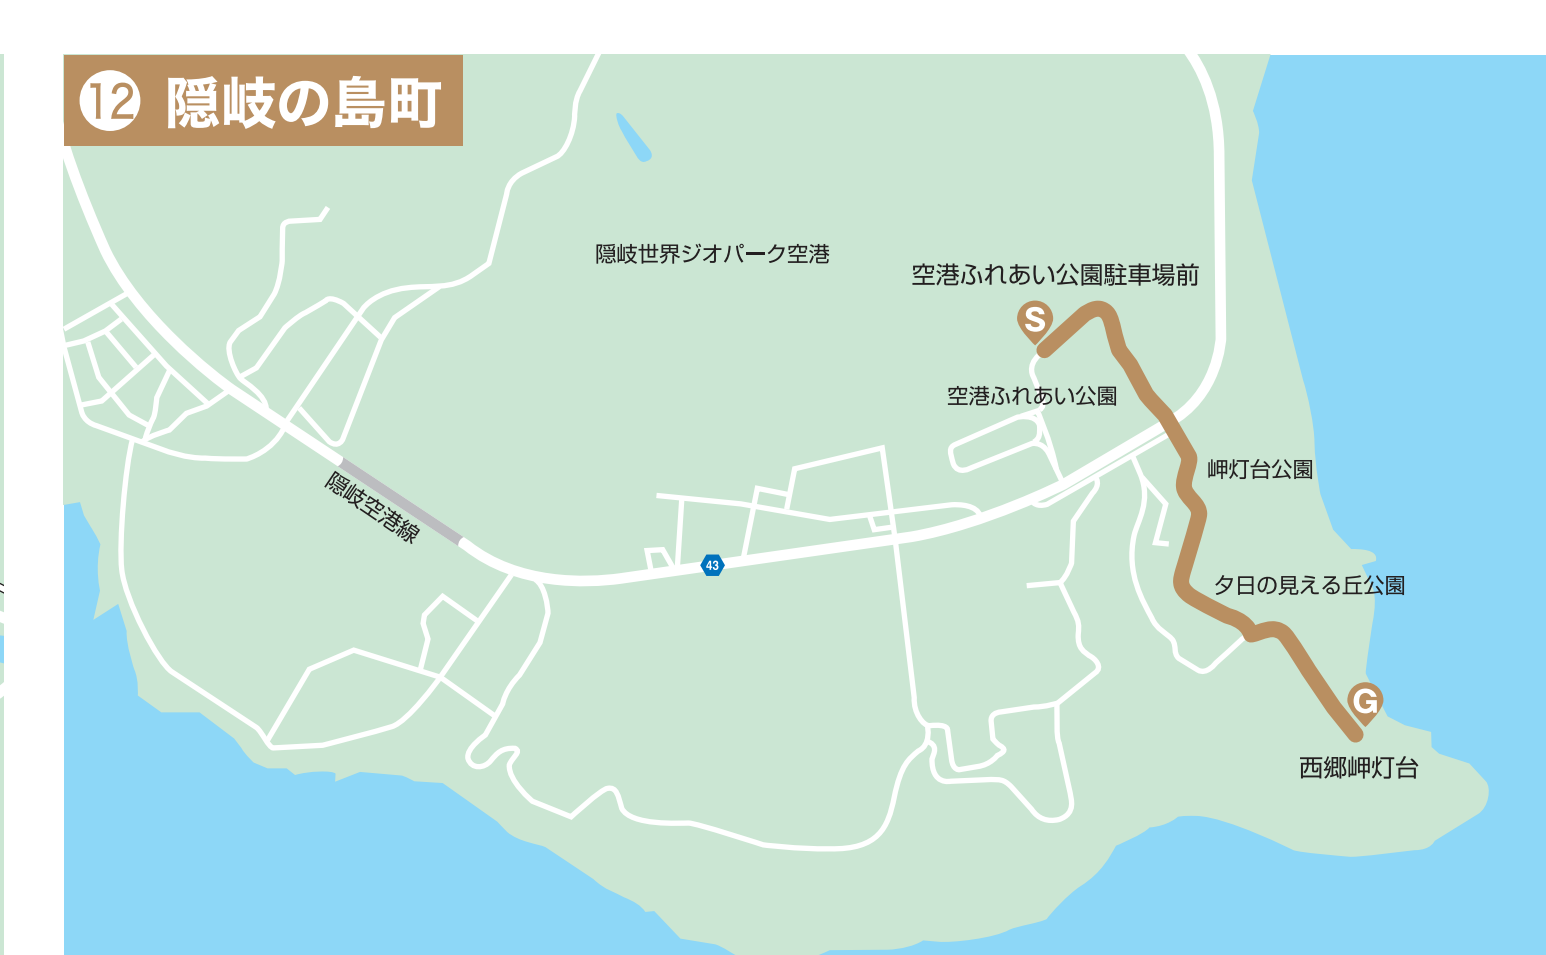 12 隠岐の島町
隠岐世界ジオパーク空港
空港ふれあい公園駐車場前
S
空港ふれあい公園
岬灯台公園
隠岐空港線
43
夕日の見える丘公園
G
西郷岬灯台